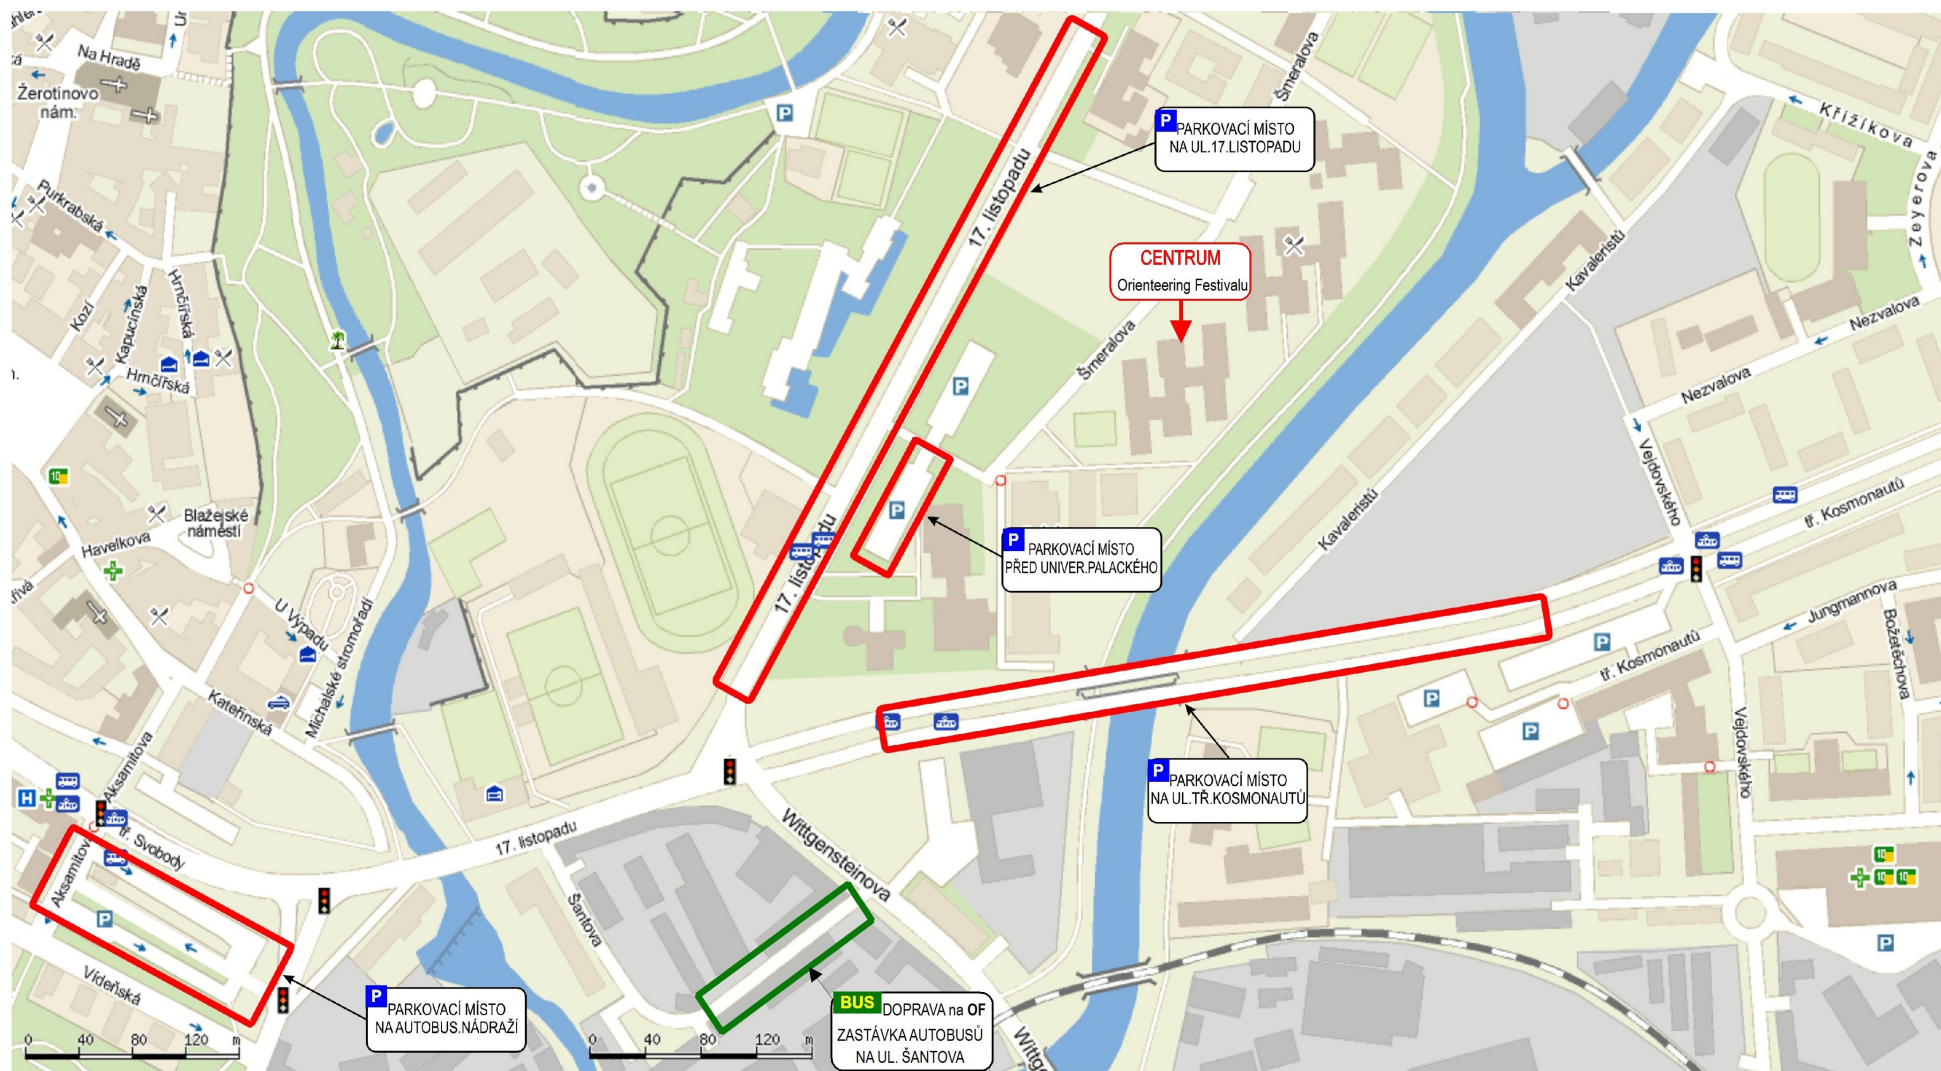 Na Hradě
Žerotínovo
nám.
Purkrabská
Kozí
Kapucínská
Hrnčířská
Hrnčířská
Blažejské
náměstí
Havelkova
U Výpadu
Michalské stromořadí
Kateřinská
Aksamitova
tř. Svobody
Vídeňská
17. listopadu
17. listopadu
17. listopadu
Šmeralova
Šmeralova
P
PARKOVACÍ MÍSTO
NA UL.17.LISTOPADU
CENTRUM
Orienteering Festivalu
P
PARKOVACÍ MÍSTO
PŘED UNIVER.PALACKÉHO
P
PARKOVACÍ MÍSTO
NA UL.TŘ.KOSMONAUTŮ
P
PARKOVACÍ MÍSTO
NA AUTOBUS.NÁDRAŽÍ
BUS DOPRAVA na OF
ZASTÁVKA AUTOBUSŮ
NA UL. ŠANTOVA
Křížíkova
Zeyerova
Kavaleristů
Kavaleristů
Nezvalova
Nezvalova
Vejdovského
tř. Kosmonautů
Jungmannova
Božetěchova
tř. Kosmonautů
Vejdovského
Wittgensteinova
Šantova
H
P
P
P
P
P
P
P
P
0 40 80 120 m
0 40 80 120 m